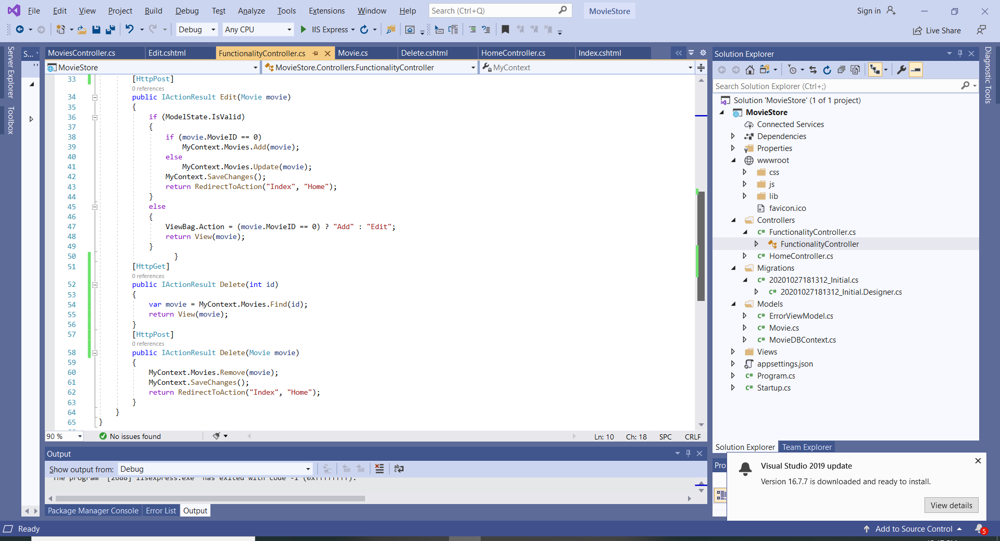 File Edit View Project Build Debug Test Analyze Tools Extensions Window Help Search (Ctrl+Q) MovieStore Sign in
Debug Any CPU IIS Express Live Share
Server Explorer
Toolbox
S...
MoviesController.cs Edit.cshtml FunctionalityController.cs Movie.cs Delete.cshtml HomeController.cs Index.cshtml
MovieStore MovieStore.Controllers.FunctionalityController MyContext
33 [HttpPost]
0 references
34 public IActionResult Edit(Movie movie)
35 {
36 if (ModelState.IsValid)
37 {
38 if (movie.MovieID == 0)
39 MyContext.Movies.Add(movie);
40 else
41 MyContext.Movies.Update(movie);
42 MyContext.SaveChanges();
43 return RedirectToAction("Index", "Home");
44 }
45 else
46 {
47 ViewBag.Action = (movie.MovieID == 0) ? "Add" : "Edit";
48 return View(movie);
49 }
50 }
51 [HttpGet]
0 references
52 public IActionResult Delete(int id)
53 {
54 var movie = MyContext.Movies.Find(id);
55 return View(movie);
56 }
57 [HttpPost]
0 references
58 public IActionResult Delete(Movie movie)
59 {
60 MyContext.Movies.Remove(movie);
61 MyContext.SaveChanges();
62 return RedirectToAction("Index", "Home");
63 }
64 }
65 }
90 % No issues found Ln: 10 Ch: 18 SPC CRLF
Output
Show output from: Debug
The program '[2688] iisexpress.exe' has exited with code -1 (0xffffffff).
Package Manager Console Error List Output
Solution Explorer
Search Solution Explorer (Ctrl+;)
Solution 'MovieStore' (1 of 1 project)
MovieStore
Connected Services
Dependencies
Properties
wwwroot
css
js
lib
favicon.ico
Controllers
C# FunctionalityController.cs
FunctionalityController
C# HomeController.cs
Migrations
C# 20201027181312_Initial.cs
C# 20201027181312_Initial.Designer.cs
Models
C# ErrorViewModel.cs
C# Movie.cs
C# MovieDBContext.cs
Views
appsettings.json
C# Program.cs
C# Startup.cs
Solution Explorer Team Explorer
Pro
Diagnostic Tools
Visual Studio 2019 update
Version 16.7.7 is downloaded and ready to install.
View details
Ready Add to Source Control 5